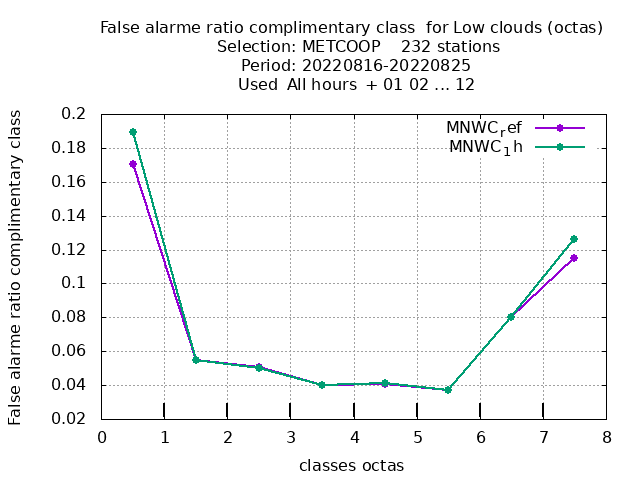 False alarme ratio complimentary class  for Low clouds (octas)
Selection: METCOOP    232 stations
Period: 20220816-20220825
Used  All hours  + 01 02 ... 12
False alarme ratio complimentary class
0.2
0.18
0.16
0.14
0.12
0.1
0.08
0.06
0.04
0.02
MNWCref
MNWC1h
0 1 2 3 4 5 6 7 8
classes octas